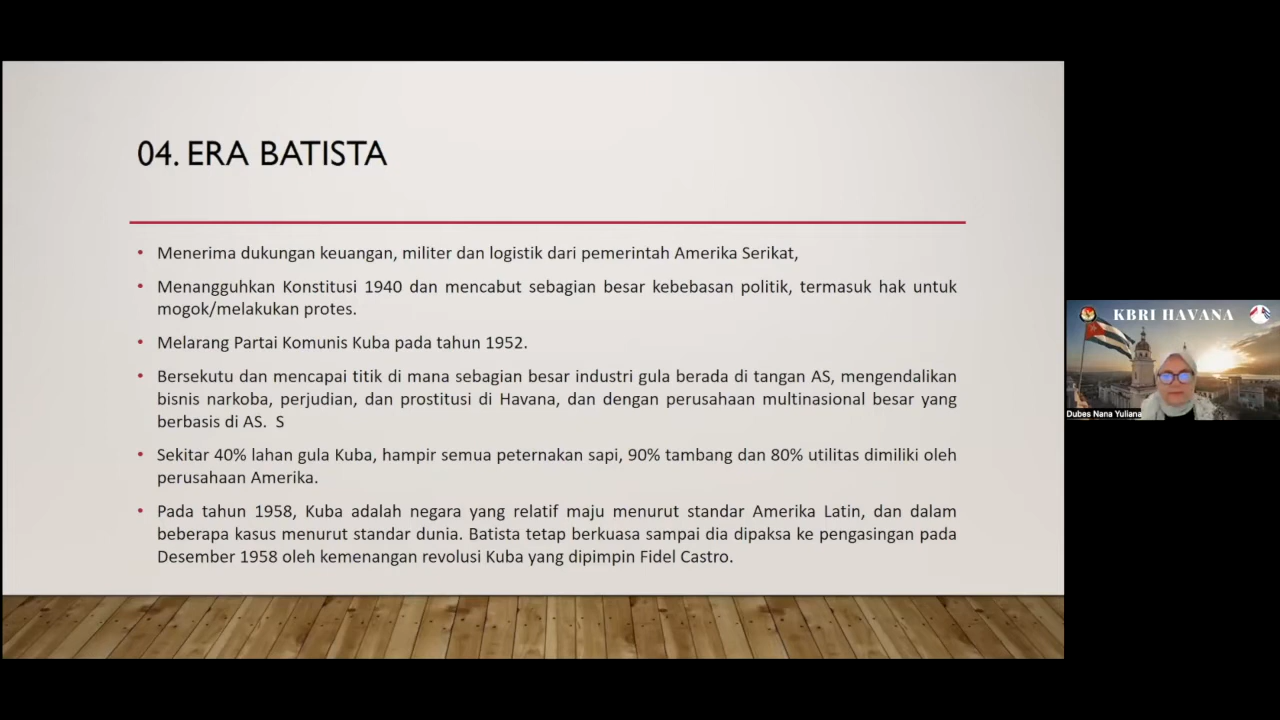 04. ERA BATISTA
• Menerima dukungan keuangan, militer dan logistik dari pemerintah Amerika Serikat,
• Menangguhkan Konstitusi 1940 dan mencabut sebagian besar kebebasan politik, termasuk hak untuk
mogok/melakukan protes.
• Melarang Partai Komunis Kuba pada tahun 1952.
• Bersekutu dan mencapai titik di mana sebagian besar industri gula berada di tangan AS, mengendalikan
bisnis narkoba, perjudian, dan prostitusi di Havana, dan dengan perusahaan multinasional besar yang
berbasis di AS. S
• Sekitar 40% lahan gula Kuba, hampir semua peternakan sapi, 90% tambang dan 80% utilitas dimiliki oleh
perusahaan Amerika.
• Pada tahun 1958, Kuba adalah negara yang relatif maju menurut standar Amerika Latin, dan dalam
beberapa kasus menurut standar dunia. Batista tetap berkuasa sampai dia dipaksa ke pengasingan pada
Desember 1958 oleh kemenangan revolusi Kuba yang dipimpin Fidel Castro.
KBRI HAVANA
Dubes Nana Yuliana